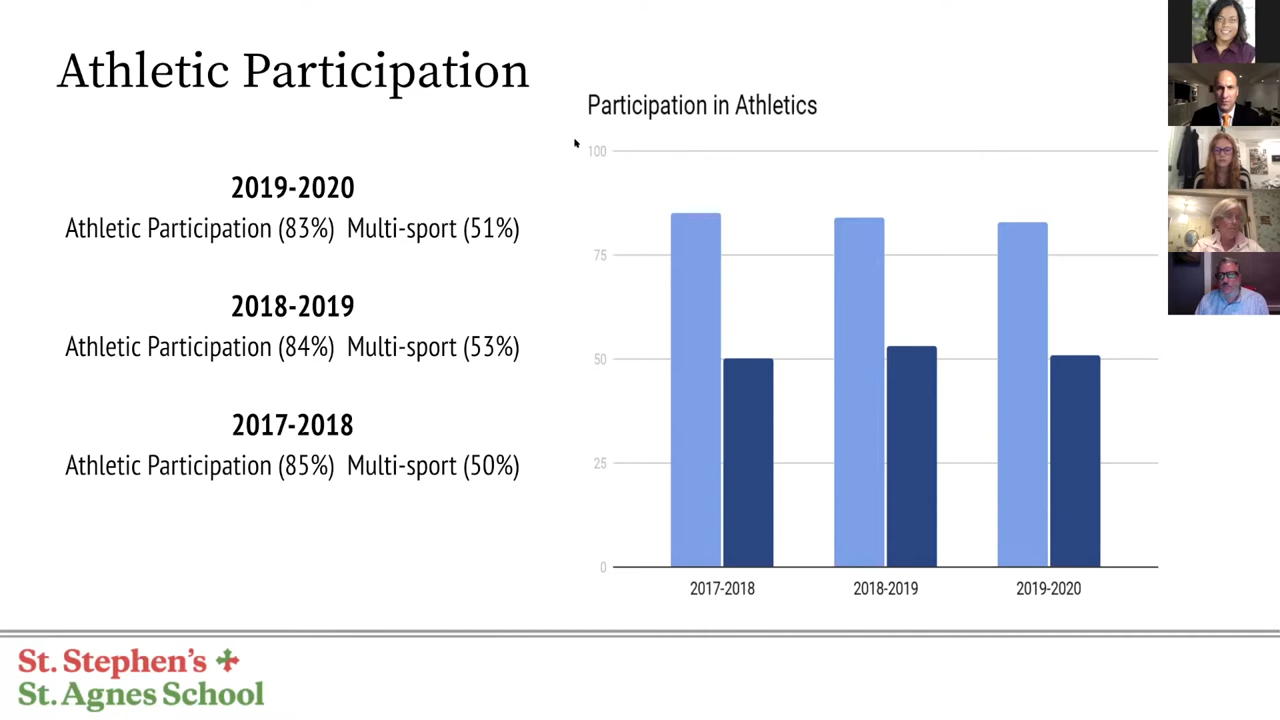 Athletic Participation
2019-2020
Athletic Participation (83%) Multi-sport (51%)
2018-2019
Athletic Participation (84%) Multi-sport (53%)
2017-2018
Athletic Participation (85%) Multi-sport (50%)
Participation in Athletics
100
75
50
25
0
2017-2018 2018-2019 2019-2020
St. Stephen's
St. Agnes School